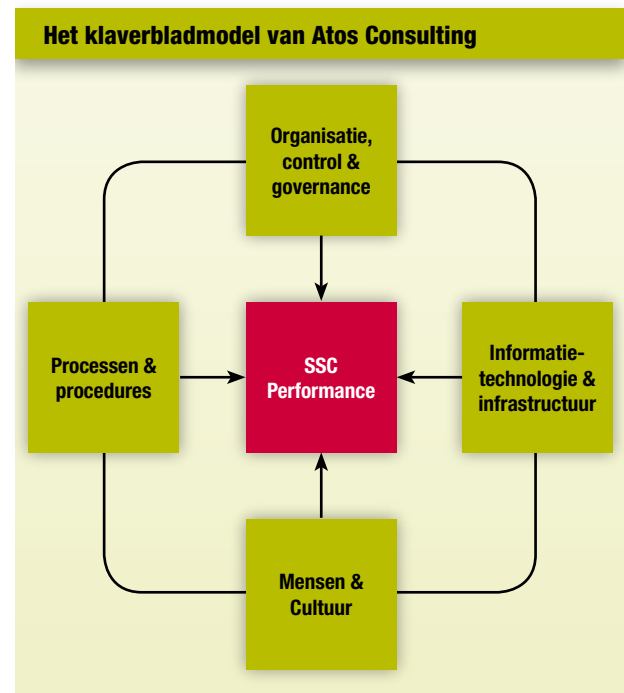 Het klaverbladmodel van Atos Consulting
Organisatie,
control &
governance
Processen &
procedures
SSC
Performance
Informatie-
technologie &
infrastructuur
Mensen &
Cultuur